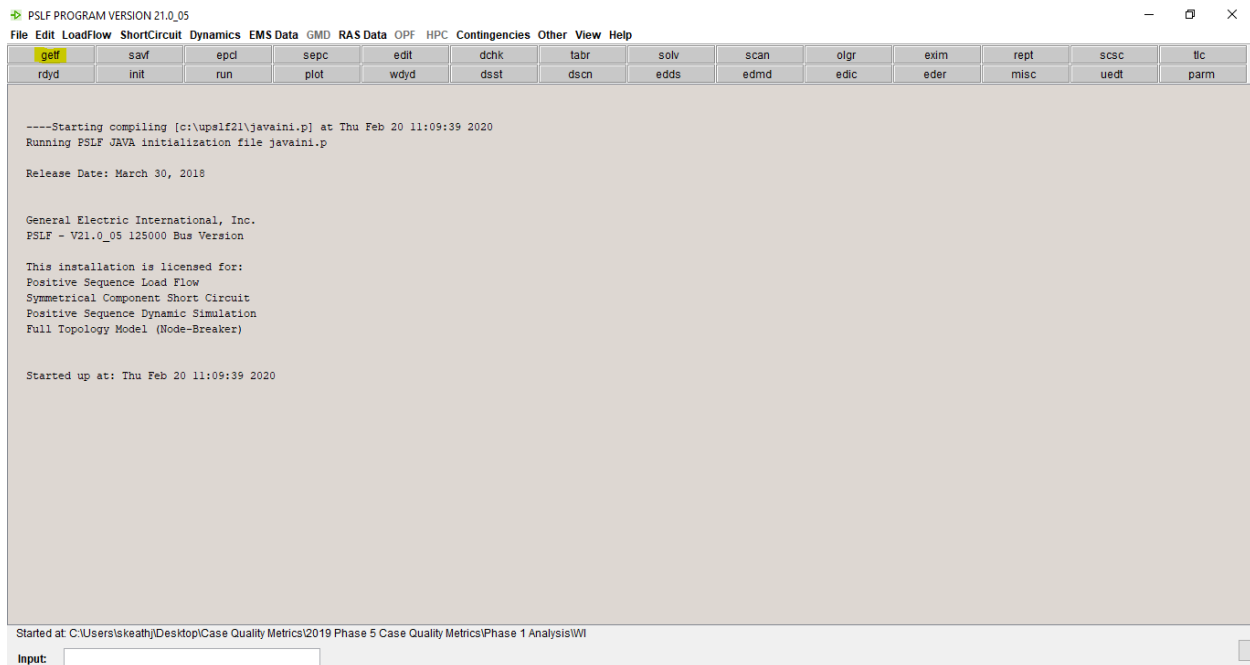 PSLF PROGRAM VERSION 21.0_05
File Edit LoadFlow ShortCircuit Dynamics EMS Data GMD RAS Data OPF HPC Contingencies Other View Help
getf savf epcl sepc edit dchk tabr solv scan olgr exim rept scsc tlc
rdyd init run plot wdyd dsst dscn edds edmd edic eder misc uedt parm
----Starting compiling [c:\upslf21\javaini.p] at Thu Feb 20 11:09:39 2020
Running PSLF JAVA initialization file javaini.p
Release Date: March 30, 2018
General Electric International, Inc.
PSLF - V21.0_05 125000 Bus Version
This installation is licensed for:
Positive Sequence Load Flow
Symmetrical Component Short Circuit
Positive Sequence Dynamic Simulation
Full Topology Model (Node-Breaker)
Started up at: Thu Feb 20 11:09:39 2020
Started at: C:\Users\skeathj\Desktop\Case Quality Metrics\2019 Phase 5 Case Quality Metrics\Phase 1 Analysis\WI
Input: